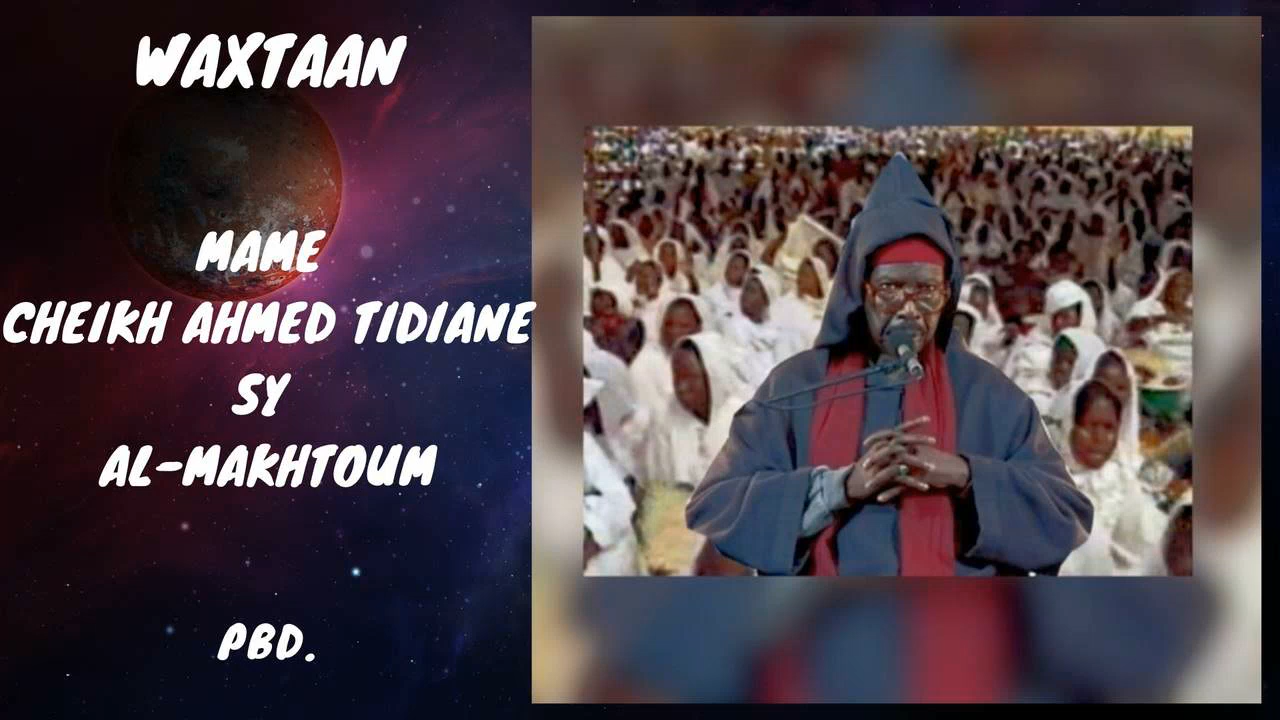 WAXTAAN
MAME
CHEIKH AHMED TIDIANE
SY
AL-MAKHTOUM
PBD.